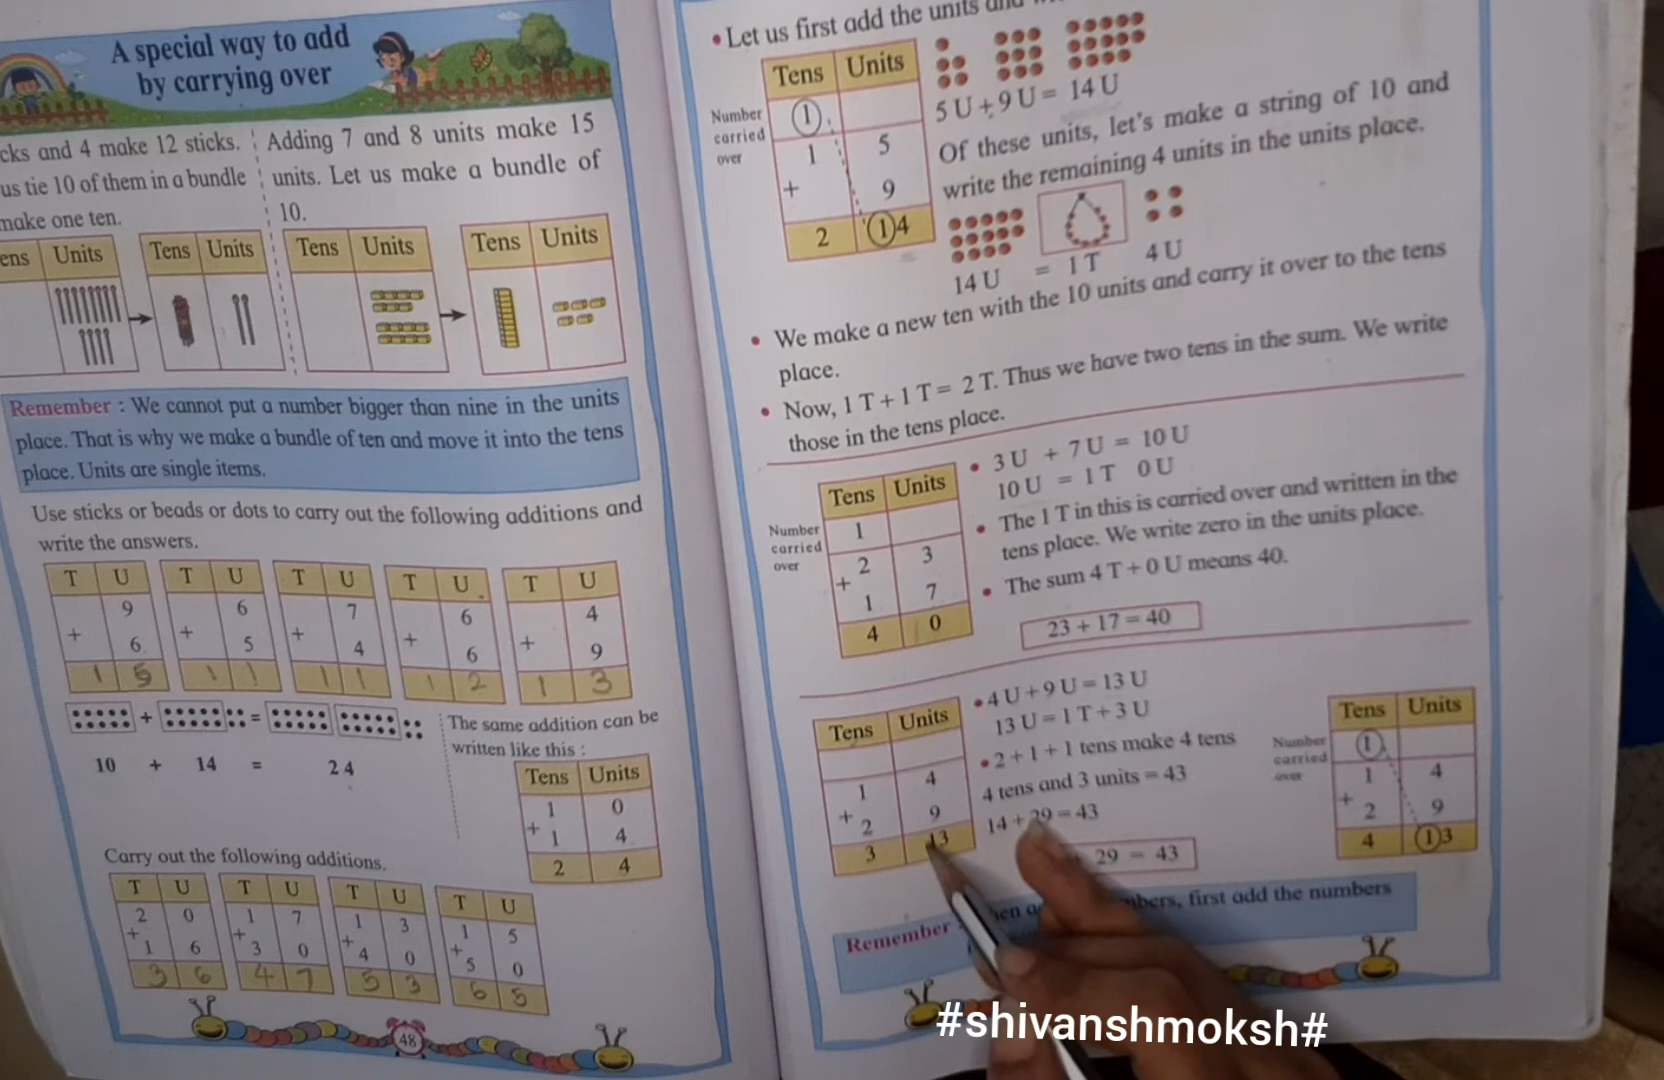 A special way to add
by carrying over
cks and 4 make 12 sticks.
us tie 10 of them in a bundle
make one ten.
Adding 7 and 8 units make 15
units. Let us make a bundle of
10.
ens Units
Tens Units
Tens Units
Tens Units
Remember : We cannot put a number bigger than nine in the units
place. That is why we make a bundle of ten and move it into the tens
place. Units are single items.
Use sticks or beads or dots to carry out the following additions and
write the answers.
T U T U T U T U T U
9 6 7 6 4
+ 6 + 5 + 4 + 6 + 9
1 5 1 1 1 1 1 2 1 3
+ =
10 + 14 = 24
The same addition can be
written like this :
Tens Units
1 0
+ 1 4
2 4
Carry out the following additions.
T U T U T U T U
2 0 1 7 1 3 1 5
+ 1 6 + 3 0 + 4 0 + 5 0
3 6 4 7 5 3 6 5
48
• Let us first add the units and
Tens Units
Number
carried
over
1
1 5
+ 9
2 14
5 U + 9 U = 14 U
Of these units, let's make a string of 10 and
write the remaining 4 units in the units place.
14 U = 1 T 4 U
• We make a new ten with the 10 units and carry it over to the tens
place.
• Now, 1 T + 1 T = 2 T. Thus we have two tens in the sum. We write
those in the tens place.
Tens Units
Number
carried
over
1
2 3
+ 1 7
4 0
• 3 U + 7 U = 10 U
10 U = 1 T 0 U
• The 1 T in this is carried over and written in the
tens place. We write zero in the units place.
• The sum 4 T + 0 U means 40.
23 + 17 = 40
Tens Units
1 4
+ 2 9
3 13
• 4 U + 9 U = 13 U
13 U = 1 T + 3 U
• 2 + 1 + 1 tens make 4 tens
4 tens and 3 units = 43
14 + 29 = 43
29 = 43
Tens Units
Number
carried
over
1
1 4
+ 2 9
4 13
Remember
first add the numbers
#shivanshmoksh#